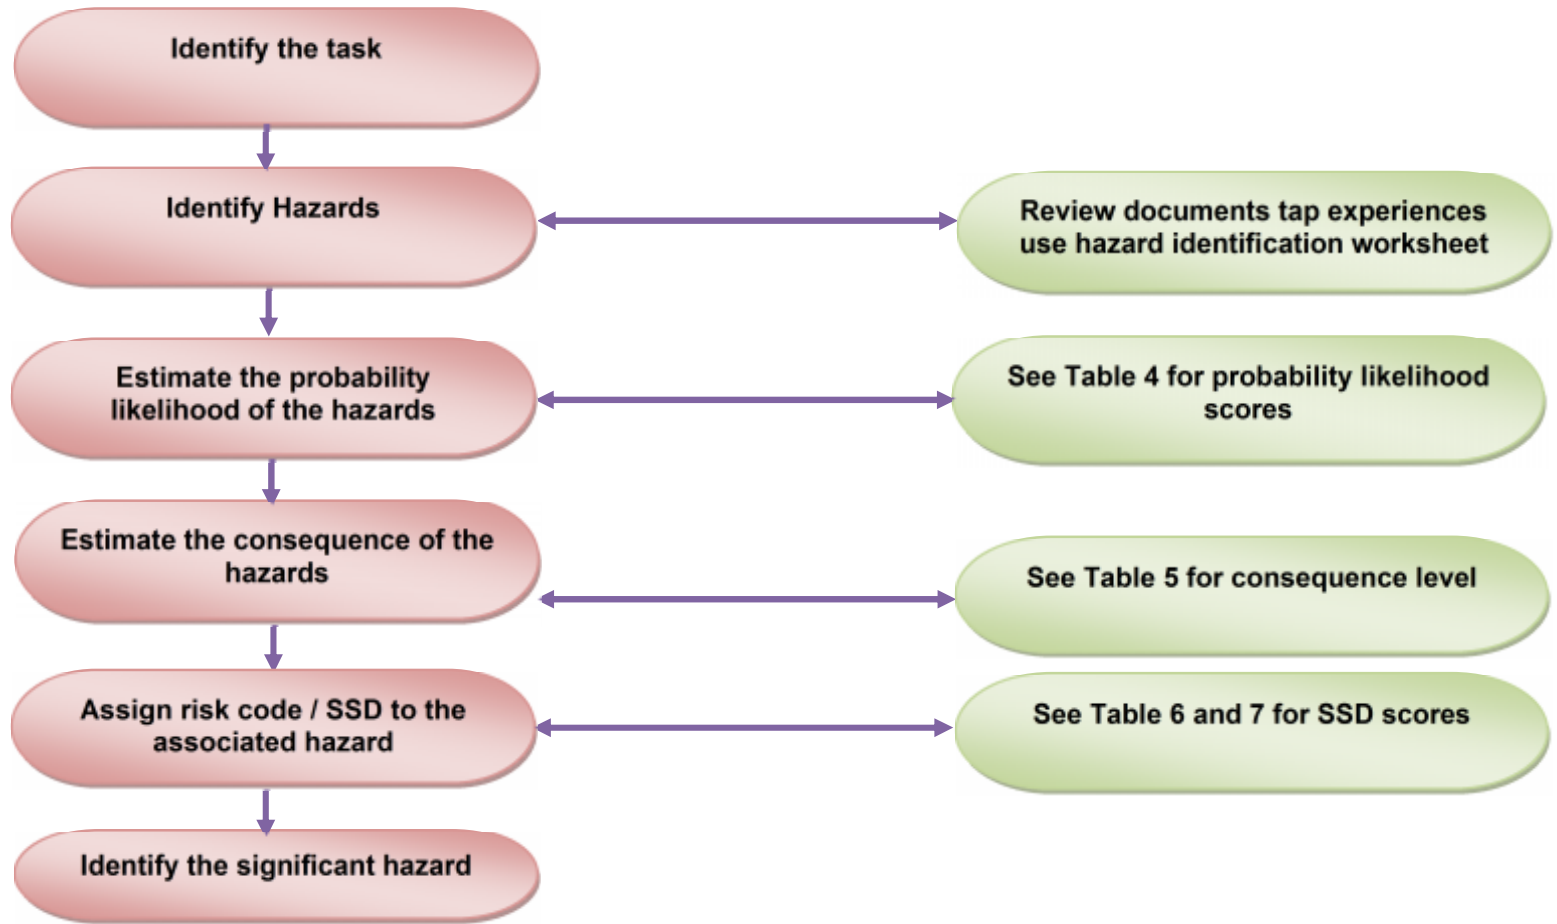 Identify the task
Identify Hazards
Review documents tap experiences
use hazard identification worksheet
Estimate the probability
likelihood of the hazards
See Table 4 for probability likelihood
scores
Estimate the consequence of the
hazards
See Table 5 for consequence level
Assign risk code / SSD to the
associated hazard
See Table 6 and 7 for SSD scores
Identify the significant hazard